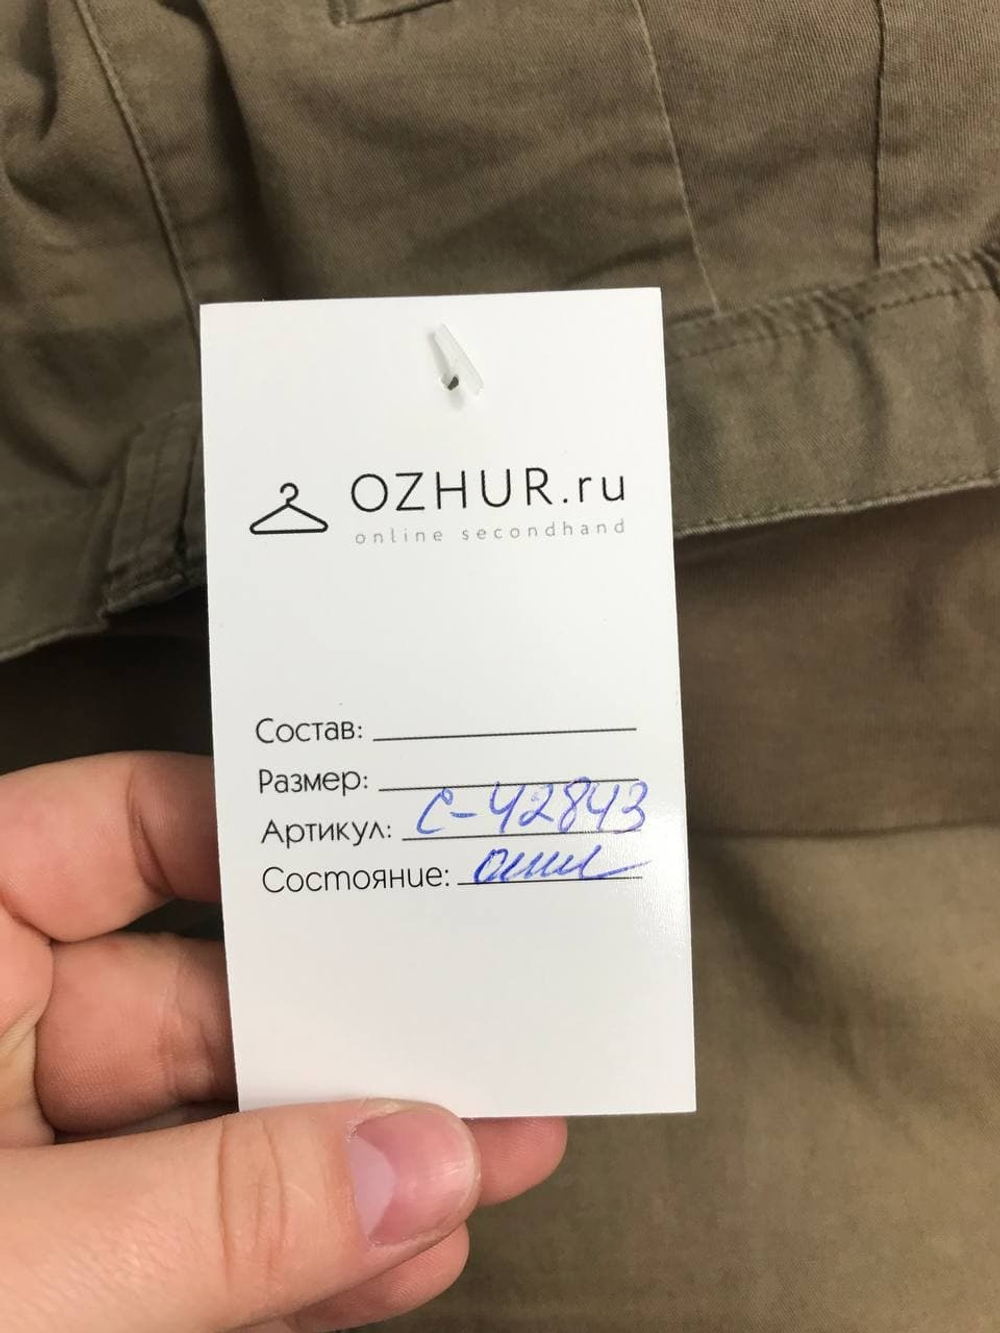 OZHUR.ru
online secondhand
Состав:
Размер:
Артикул: С-42843
Состояние: